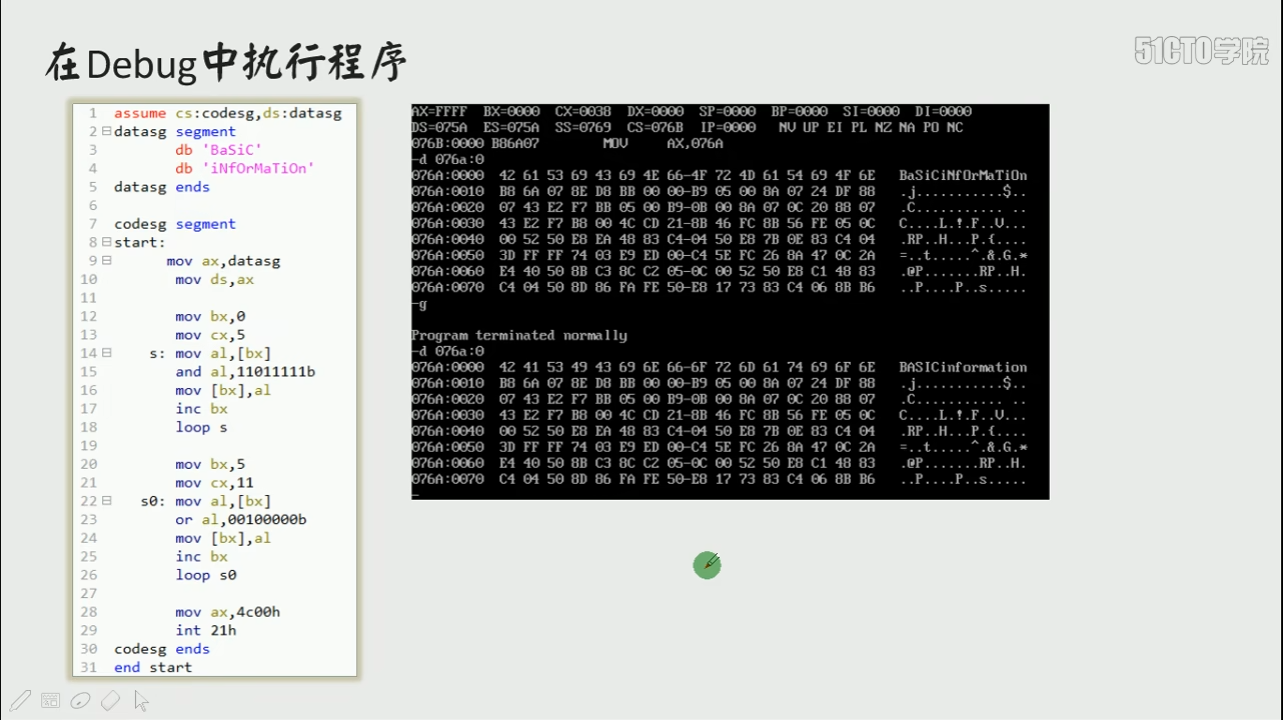 在Debug中执行程序
51CTO学院
1 assume cs:codesg,ds:datasg
2 datasg segment
3 db 'BaSiC'
4 db 'iNfOrMaTiOn'
5 datasg ends
6
7 codesg segment
8 start:
9 mov ax,datasg
10 mov ds,ax
11
12 mov bx,0
13 mov cx,5
14 s: mov al,[bx]
15 and al,11011111b
16 mov [bx],al
17 inc bx
18 loop s
19
20 mov bx,5
21 mov cx,11
22 s0: mov al,[bx]
23 or al,00100000b
24 mov [bx],al
25 inc bx
26 loop s0
27
28 mov ax,4c00h
29 int 21h
30 codesg ends
31 end start
AX=FFFF BX=0000 CX=0038 DX=0000 SP=0000 BP=0000 SI=0000 DI=0000
DS=075A ES=075A SS=0769 CS=076B IP=0000 NV UP EI PL NZ NA PO NC
076B:0000 B86A07 MOV AX,076A
-d 076a:0
076A:0000 42 61 53 69 43 69 4E 66-4F 72 4D 61 54 69 4F 6E BaSiCiNfOrMaTiOn
076A:0010 B8 6A 07 8E D8 BB 00 00-B9 05 00 8A 07 24 DF 88 .j...........$..
076A:0020 07 43 E2 F7 BB 05 00 B9-0B 00 8A 07 0C 20 88 07 .C........... ..
076A:0030 43 E2 F7 B8 00 4C CD 21-8B 46 FC 8B 56 FE 05 0C C....L.!.F..V...
076A:0040 00 52 50 E8 EA 48 83 C4-04 50 E8 7B 0E 83 C4 04 .RP..H...P.{....
076A:0050 3D FF FF 74 03 E9 ED 00-C4 5E FC 26 8A 47 0C 2A =..t.....^.&.G.*
076A:0060 E4 40 50 8B C3 8C C2 05-0C 00 52 50 E8 C1 48 83 .@P.......RP..H.
076A:0070 C4 04 50 8D 86 FA FE 50-E8 17 73 83 C4 06 8B B6 ..P....P..s.....
-g
Program terminated normally
-d 076a:0
076A:0000 42 41 53 49 43 69 6E 66-6F 72 6D 61 74 69 6F 6E BASICinformation
076A:0010 B8 6A 07 8E D8 BB 00 00-B9 05 00 8A 07 24 DF 88 .j...........$..
076A:0020 07 43 E2 F7 BB 05 00 B9-0B 00 8A 07 0C 20 88 07 .C........... ..
076A:0030 43 E2 F7 B8 00 4C CD 21-8B 46 FC 8B 56 FE 05 0C C....L.!.F..V...
076A:0040 00 52 50 E8 EA 48 83 C4-04 50 E8 7B 0E 83 C4 04 .RP..H...P.{....
076A:0050 3D FF FF 74 03 E9 ED 00-C4 5E FC 26 8A 47 0C 2A =..t.....^.&.G.*
076A:0060 E4 40 50 8B C3 8C C2 05-0C 00 52 50 E8 C1 48 83 .@P.......RP..H.
076A:0070 C4 04 50 8D 86 FA FE 50-E8 17 73 83 C4 06 8B B6 ..P....P..s.....